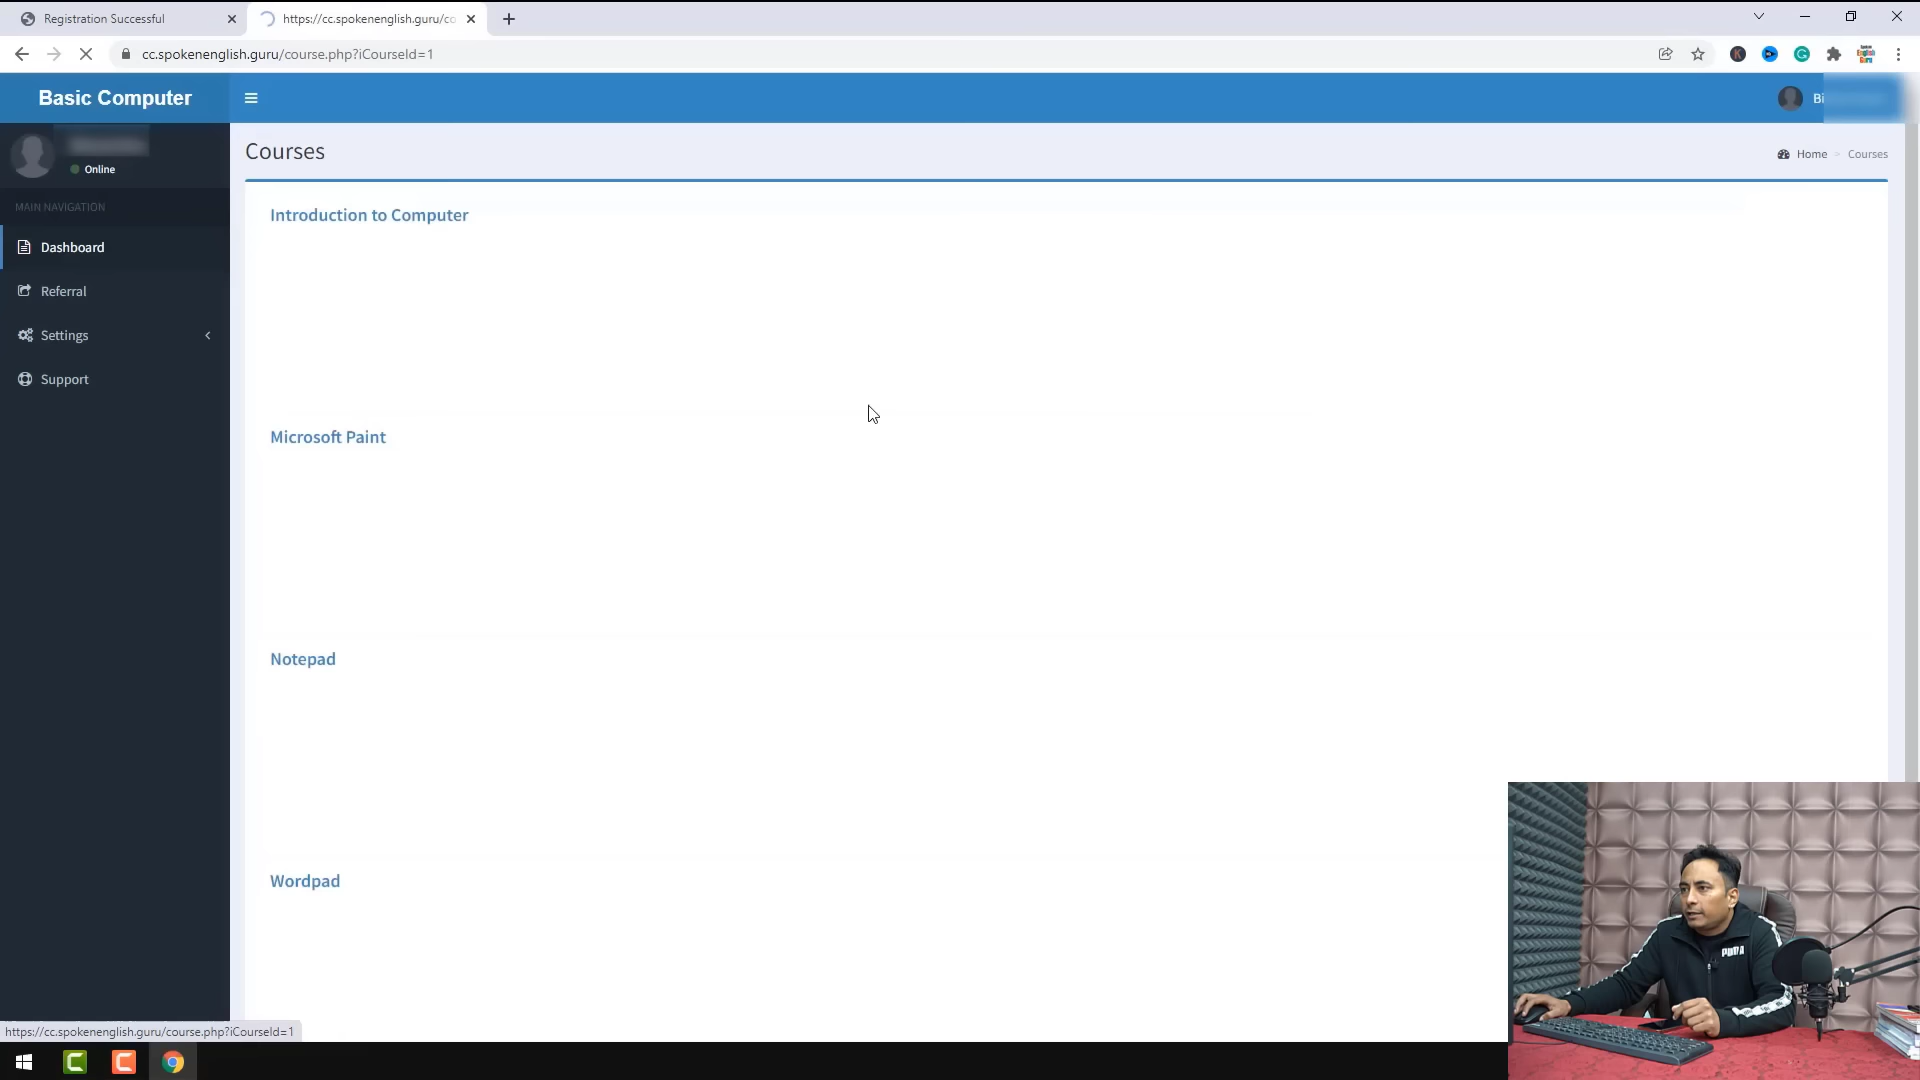 Registration Successful
https://cc.spokenenglish.guru/co
cc.spokenenglish.guru/course.php?iCourseId=1
Basic Computer
Bi
Online
Courses
Home > Courses
MAIN NAVIGATION
Dashboard
Referral
Settings
Support
Introduction to Computer
Microsoft Paint
Notepad
Wordpad
https://cc.spokenenglish.guru/course.php?iCourseId=1
PUMA